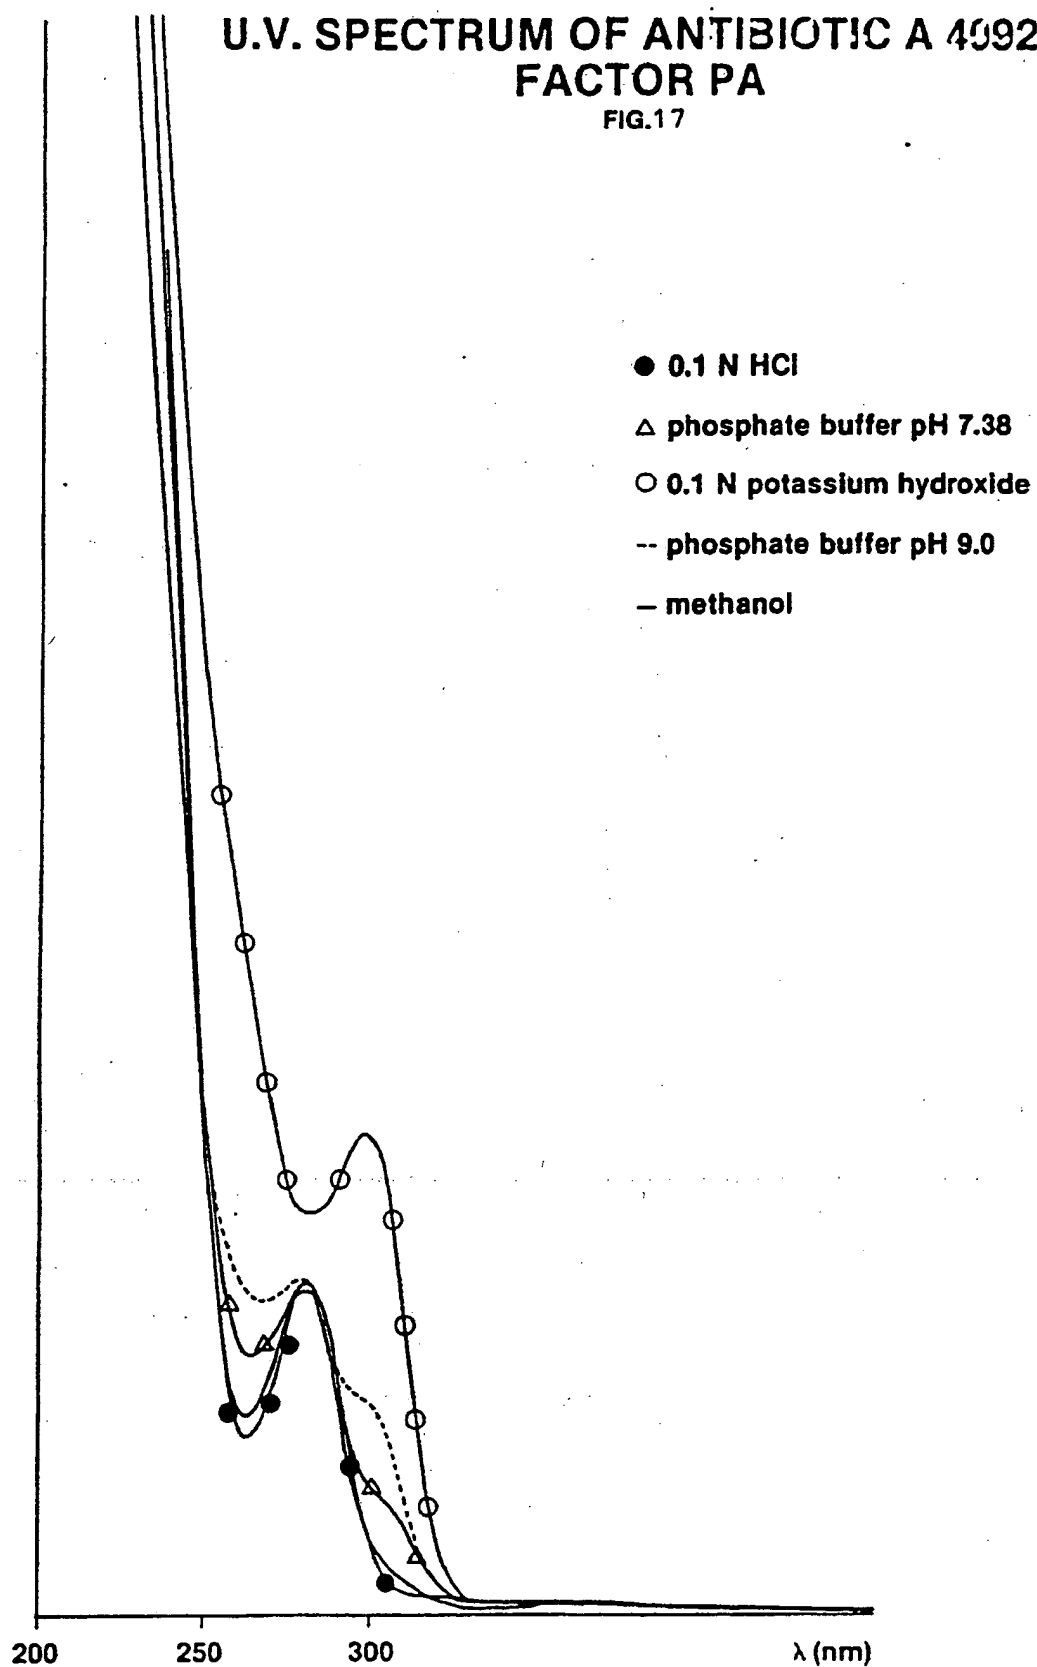 U.V. SPECTRUM OF ANTIBIOTIC A 4092
FACTOR PA
FIG.17
● 0.1 N HCl
△ phosphate buffer pH 7.38
○ 0.1 N potassium hydroxide
-- phosphate buffer pH 9.0
— methanol
200 250 300 λ (nm)